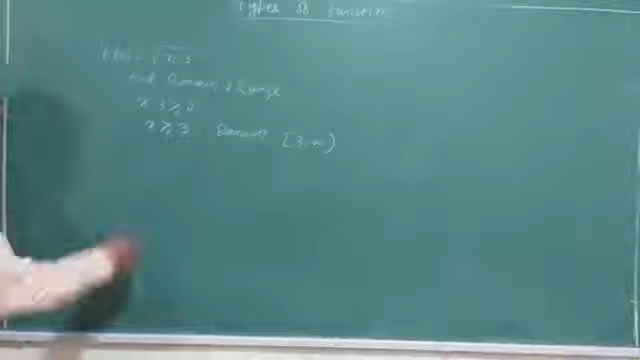 Types of function
f(x) = √x-3
Find Domain & Range
x-3 ≥ 0
x ≥ 3 Domain [3,∞)